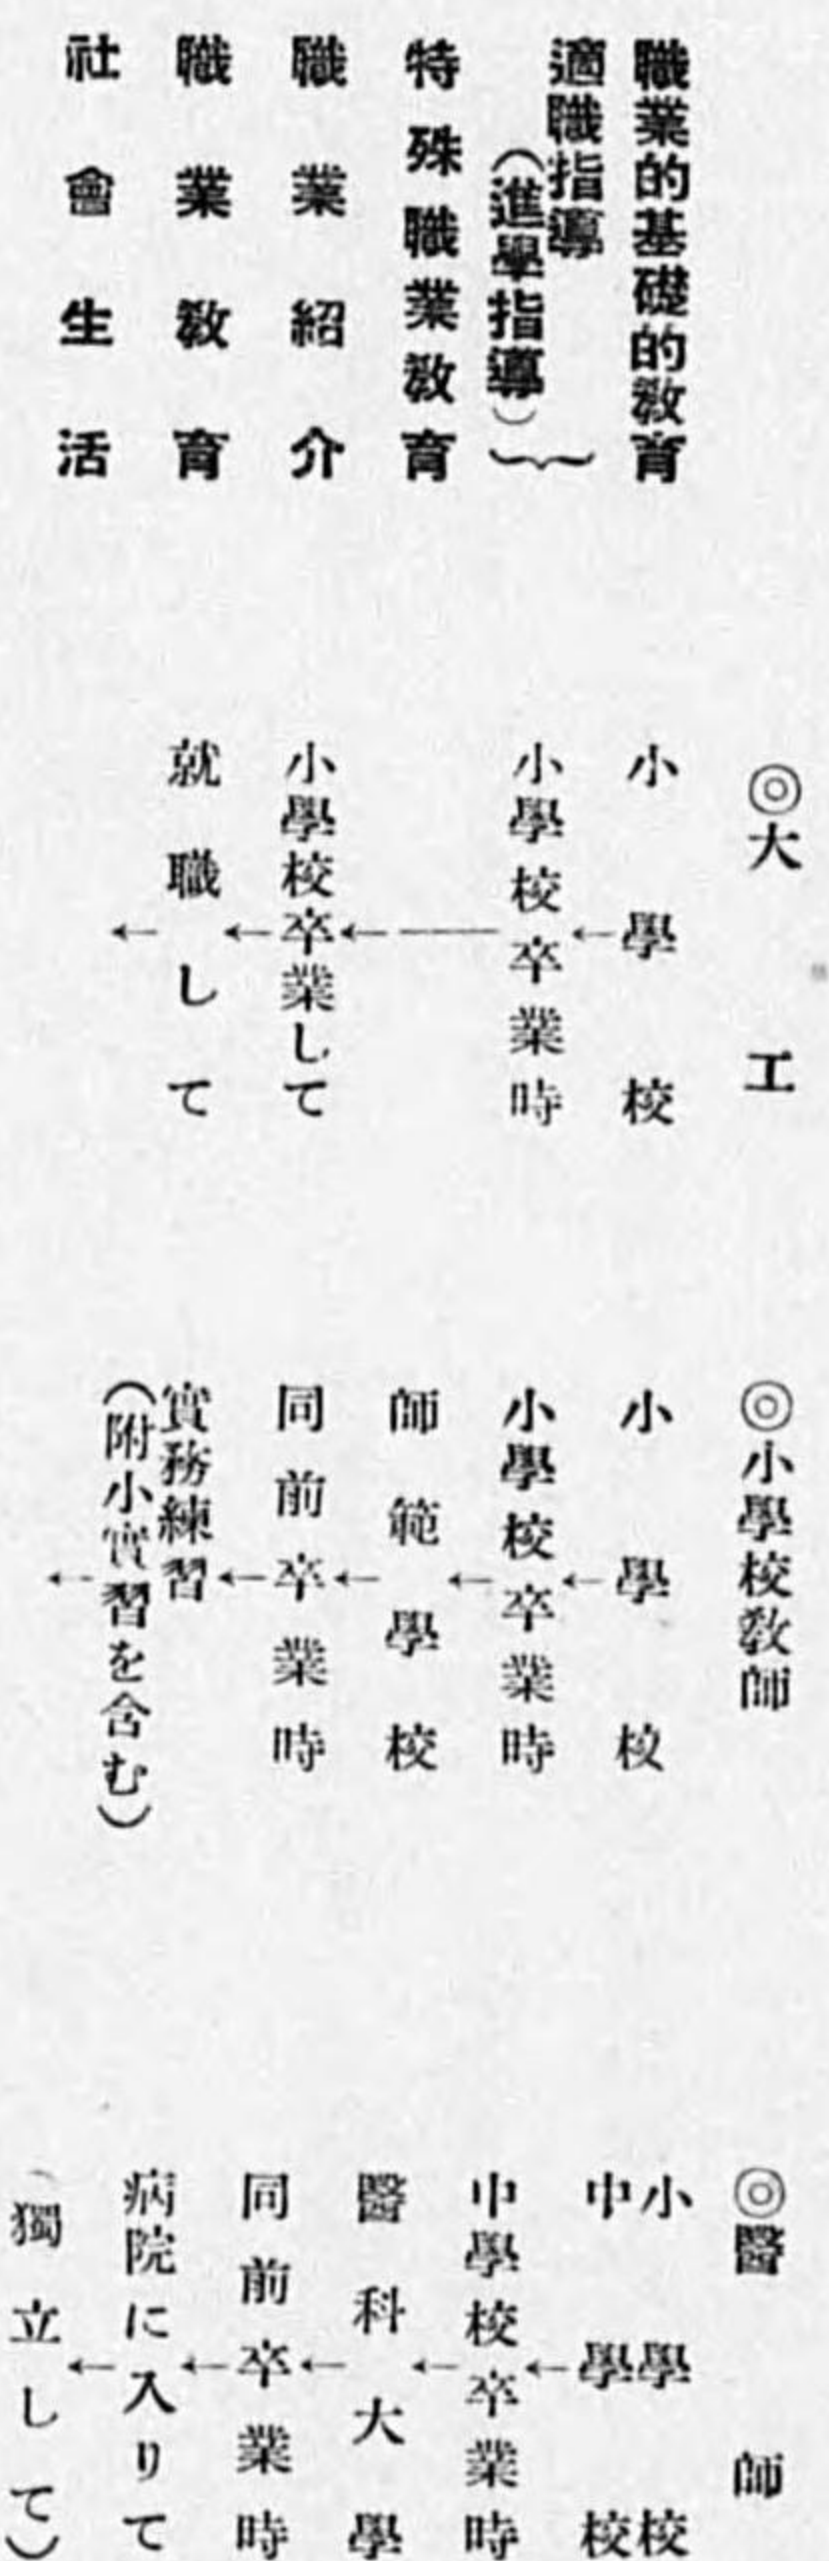 職業的基礎的敎育
適職指導
（進學指導）
特殊職業敎育
職業紹介
職業敎育
社會生活
◎大工
小學校
小學校卒業時
小學校卒業して
就職して
◎小學校敎師
小學校
小學校卒業時
師範學校
同前卒業時
實務練習
（附小實習を含む）
◎醫師
小學校
中學校
中學校卒業時
醫科大學
同前卒業時
病院に入りて
（獨立して）